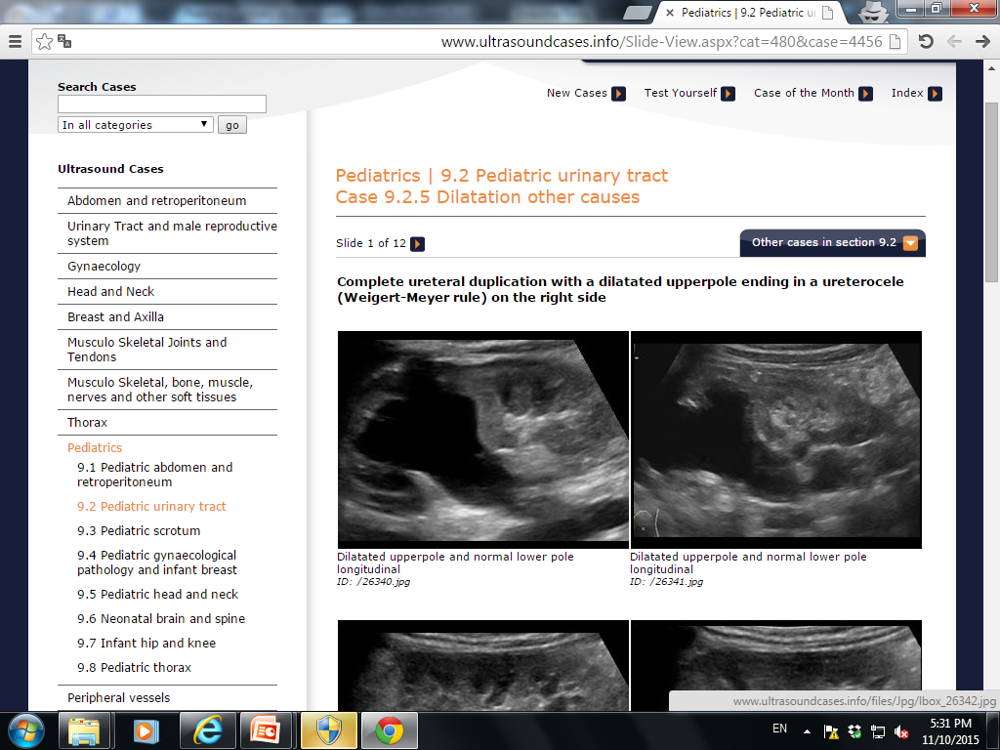 Pediatrics | 9.2 Pediatric u
www.ultrasoundcases.info/Slide-View.aspx?cat=480&case=4456
Search Cases
In all categories
go
New Cases
Test Yourself
Case of the Month
Index
Ultrasound Cases
Abdomen and retroperitoneum
Urinary Tract and male reproductive
system
Gynaecology
Head and Neck
Breast and Axilla
Musculo Skeletal Joints and
Tendons
Musculo Skeletal, bone, muscle,
nerves and other soft tissues
Thorax
Pediatrics
9.1 Pediatric abdomen and
retroperitoneum
9.2 Pediatric urinary tract
9.3 Pediatric scrotum
9.4 Pediatric gynaecological
pathology and infant breast
9.5 Pediatric head and neck
9.6 Neonatal brain and spine
9.7 Infant hip and knee
9.8 Pediatric thorax
Peripheral vessels
Pediatrics | 9.2 Pediatric urinary tract
Case 9.2.5 Dilatation other causes
Slide 1 of 12
Other cases in section 9.2
Complete ureteral duplication with a dilatated upperpole ending in a ureterocele
(Weigert-Meyer rule) on the right side
Dilatated upperpole and normal lower pole
longitudinal
ID: /26340.jpg
Dilatated upperpole and normal lower pole
longitudinal
ID: /26341.jpg
www.ultrasoundcases.info/files/Jpg/lbox_26342.jpg
EN
5:31 PM
11/10/2015